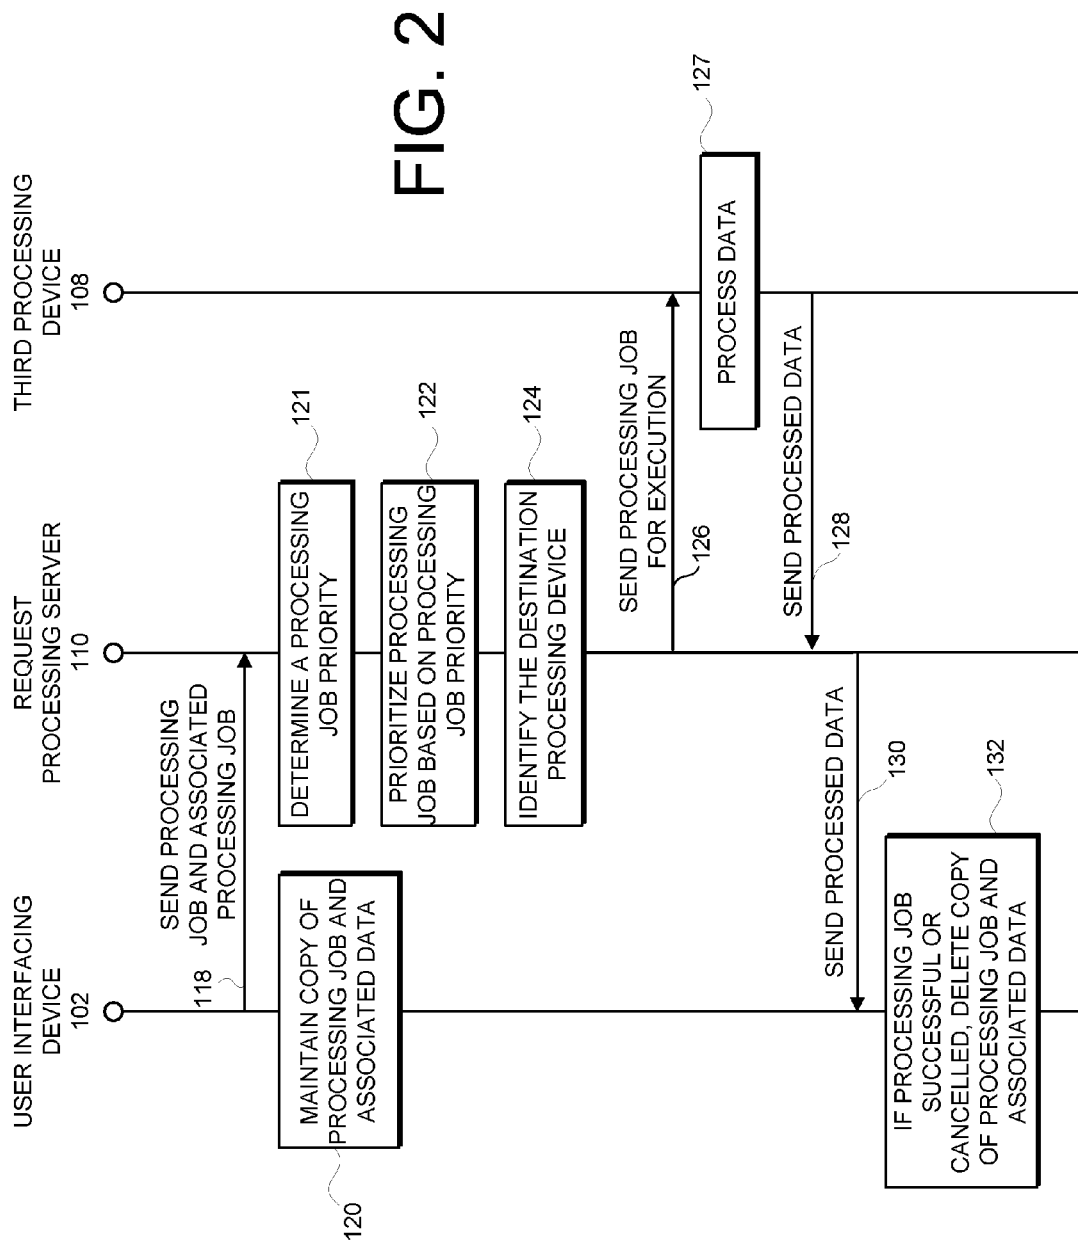 USER INTERFACING
DEVICE
102
REQUEST
PROCESSING SERVER
110
THIRD PROCESSING
DEVICE
108
SEND PROCESSING
JOB AND ASSOCIATED
PROCESSING JOB
118
MAINTAIN COPY OF
PROCESSING JOB AND
ASSOCIATED DATA
120
DETERMINE A PROCESSING
JOB PRIORITY
121
PRIORITIZE PROCESSING
JOB BASED ON PROCESSING
JOB PRIORITY
122
IDENTIFY THE DESTINATION
PROCESSING DEVICE
124
SEND PROCESSING JOB
FOR EXECUTION
126
PROCESS DATA
127
SEND PROCESSED DATA
128
SEND PROCESSED DATA
130
IF PROCESSING JOB
SUCCESSFUL OR
CANCELLED, DELETE COPY
OF PROCESSING JOB AND
ASSOCIATED DATA
132
FIG. 2